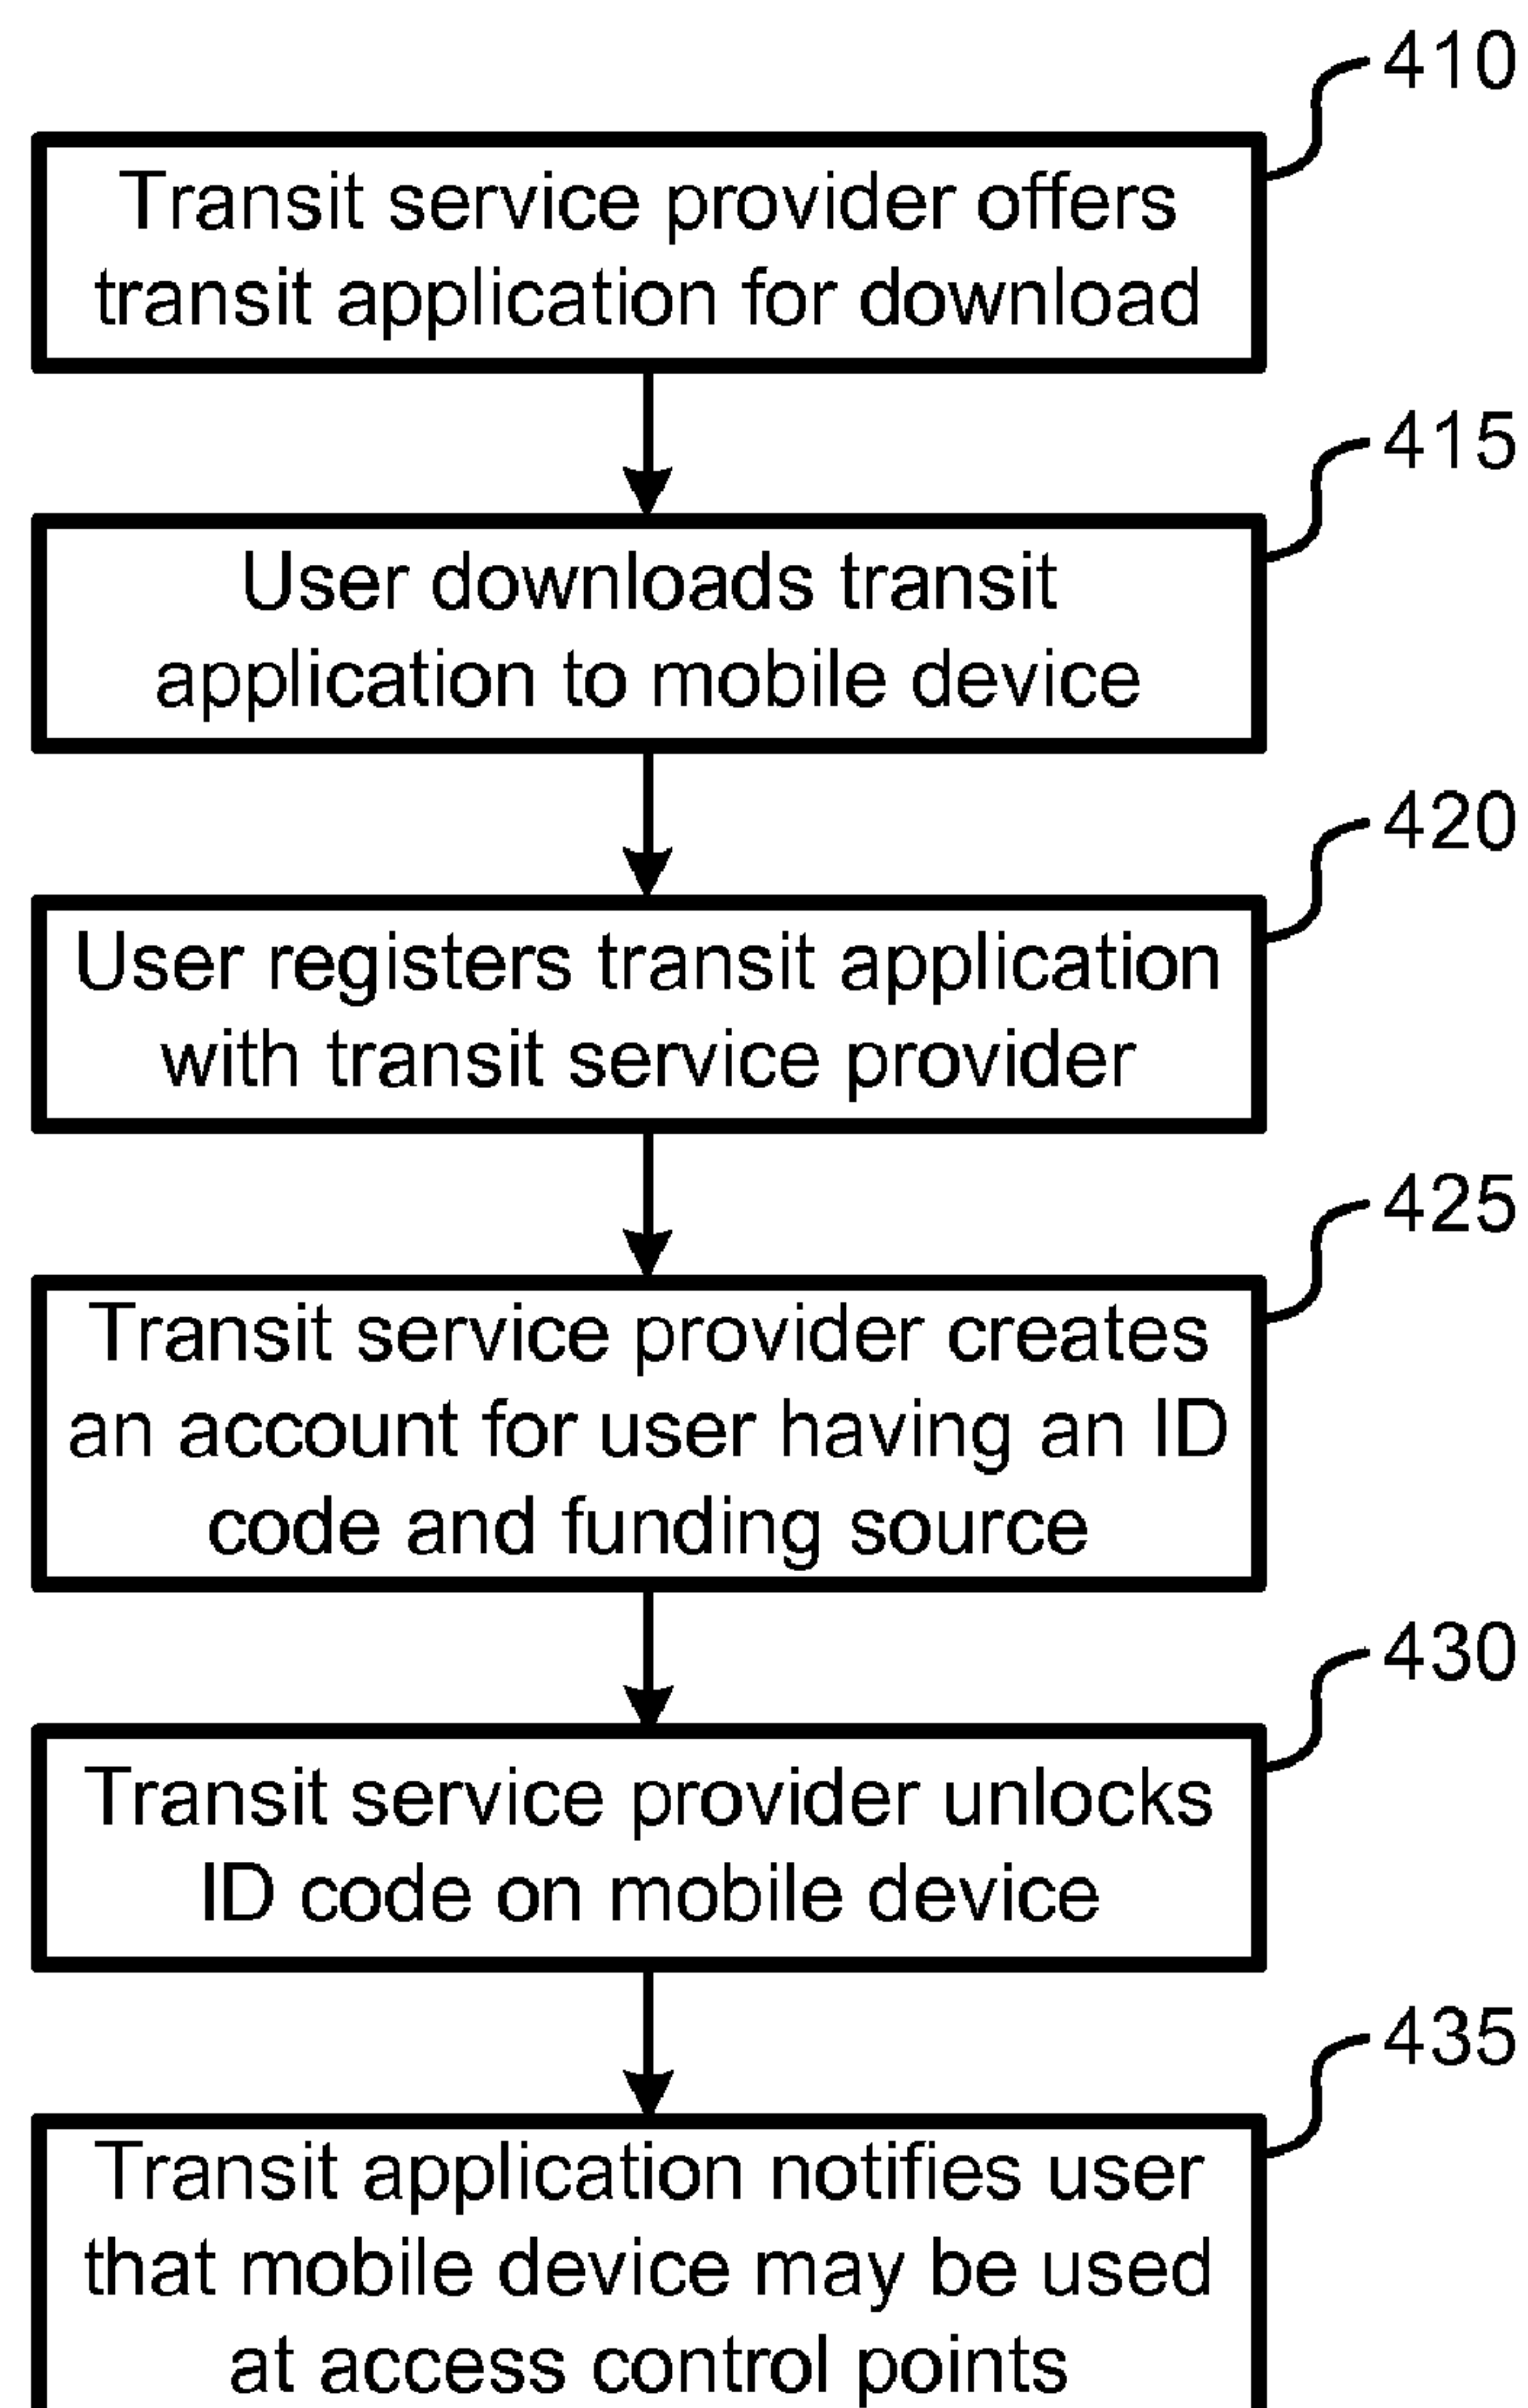 410
Transit service provider offers
transit application for download
415
User downloads transit
application to mobile device
420
User registers transit application
with transit service provider
425
Transit service provider creates
an account for user having an ID
code and funding source
430
Transit service provider unlocks
ID code on mobile device
435
Transit application notifies user
that mobile device may be used
at access control points